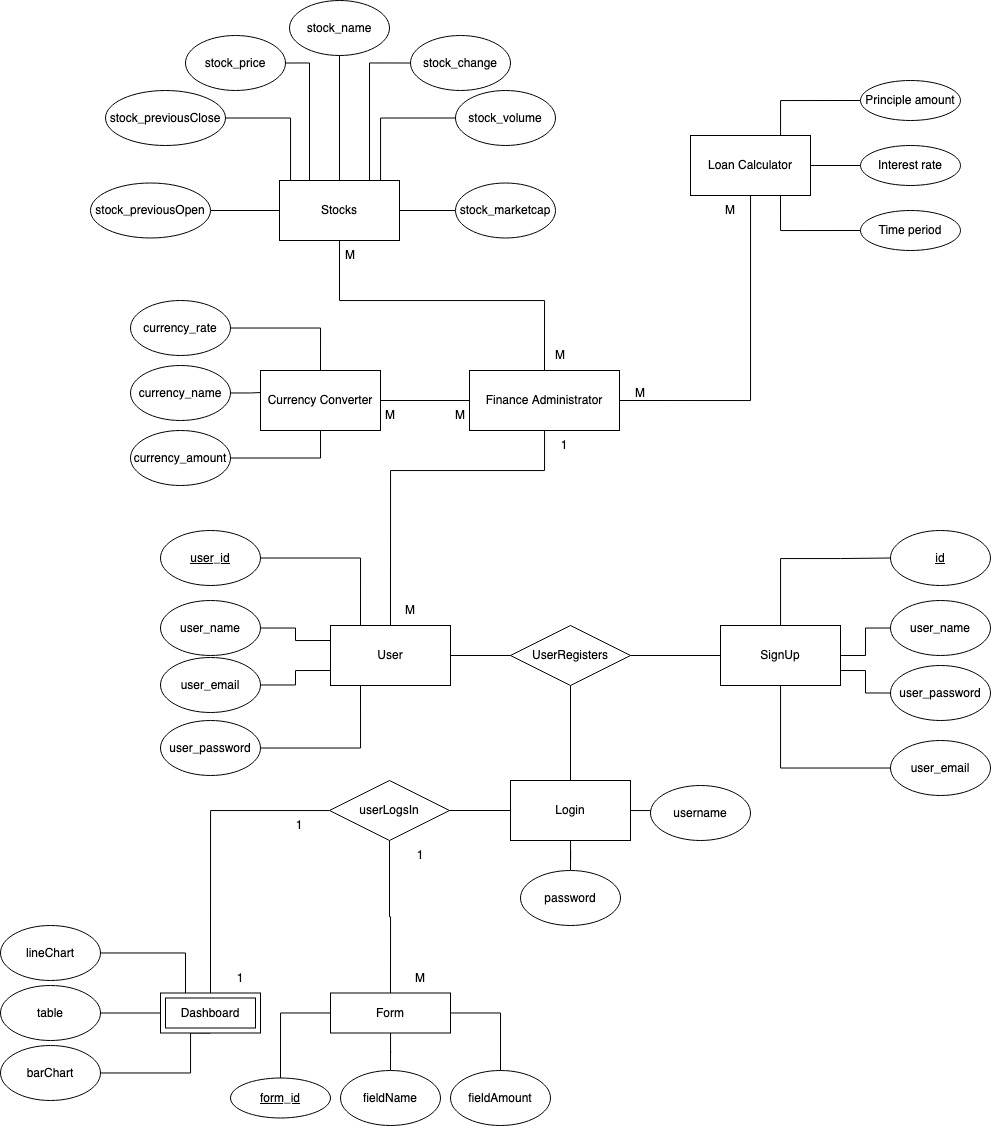 stock_name
stock_price
stock_change
stock_previousClose
stock_volume
stock_previousOpen
Stocks
stock_marketcap
M
Principle amount
Loan Calculator
Interest rate
M
Time period
currency_rate
M
currency_name
Currency Converter
Finance Administrator
M
M
M
currency_amount
1
user_id
id
M
user_name
user_name
User
UserRegisters
SignUp
user_email
user_password
user_password
user_email
userLogsIn
Login
username
1
1
password
lineChart
1
M
table
Dashboard
Form
barChart
form_id
fieldName
fieldAmount